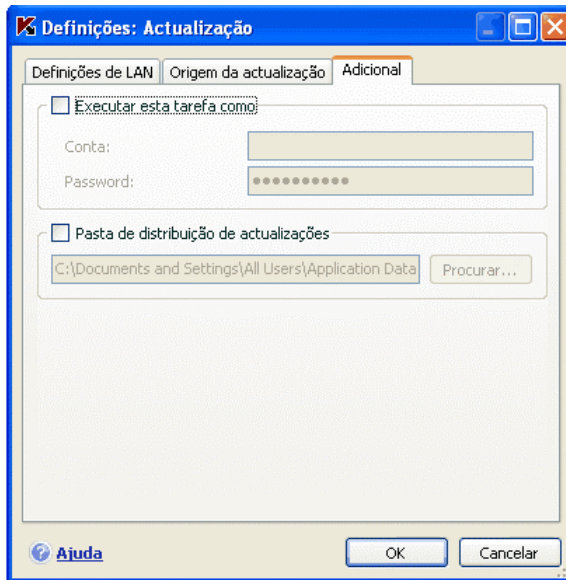 Definições: Actualização
Definições de LAN Origem da actualização Adicional
Executar esta tarefa como
Conta:
Password: ●●●●●●●●●●
Pasta de distribuição de actualizações
C:\Documents and Settings\All Users\Application Data Procurar...
Ajuda OK Cancelar